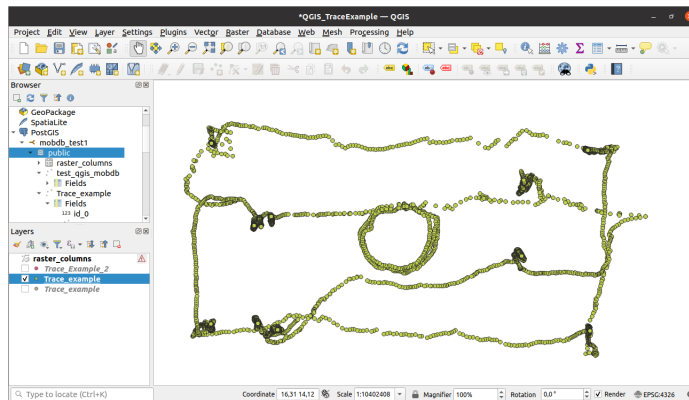 *QGIS_TraceExample — QGIS
Project Edit View Layer Settings Plugins Vector Raster Database Web Mesh Processing Help
Browser
GeoPackage
SpatiaLite
PostGIS
mobdb_test1
public
raster_columns
test_qgis_mobdb
Fields
Trace_example
Fields
123 id_0
Layers
raster_columns
Trace_Example_2
Trace_example
Trace_example
Type to locate (Ctrl+K) Coordinate 16,31 14,12 Scale 1:10402408 Magnifier 100% Rotation 0,0 ° Render EPSG:4326